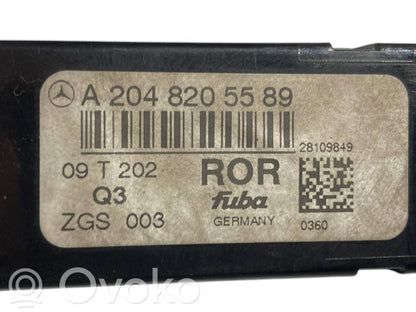 A 204 820 55 89
28109849
09 T 202
ROR
Q3
fuba
ZGS 003
GERMANY
0360
© Ovoko